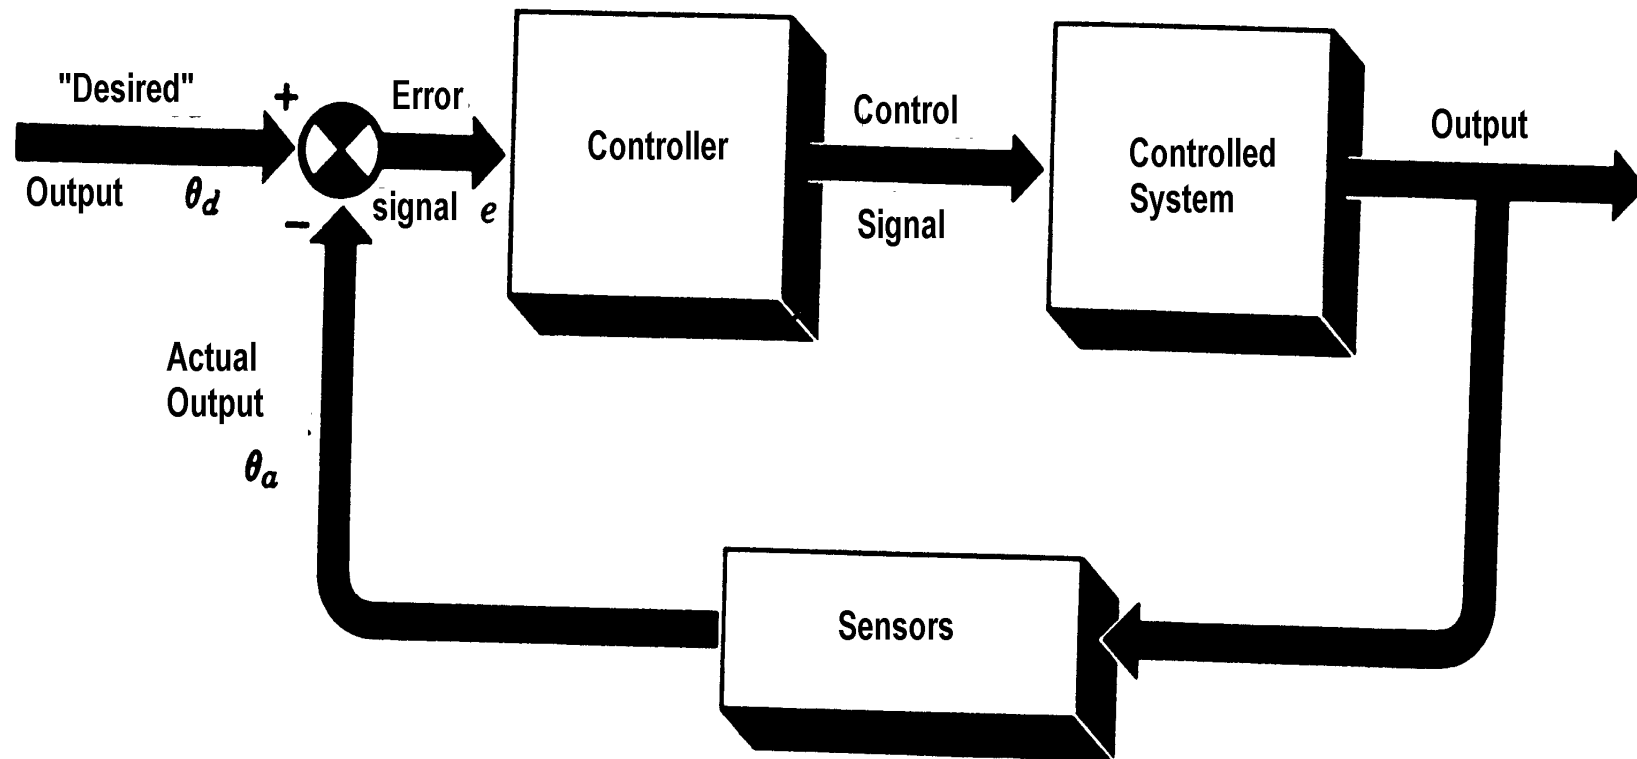 "Desired"
Output θd
+
−
Error
signal e
Controller
Control
Signal
Controlled
System
Output
Actual
Output
θa
Sensors